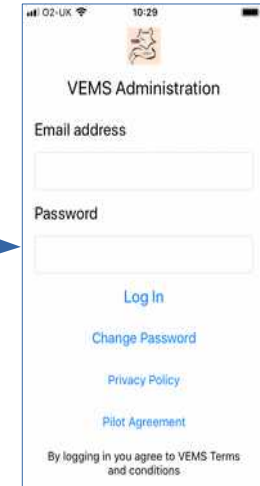 O2-UK 10:29
VEMS Administration
Email address
Password
Log In
Change Password
Privacy Policy
Pilot Agreement
By logging in you agree to VEMS Terms
and conditions